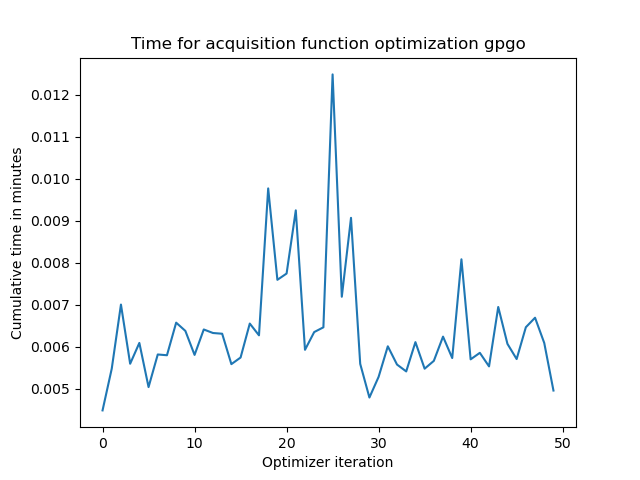 Time for acquisition function optimization gpgo
Cumulative time in minutes
0.012
0.011
0.010
0.009
0.008
0.007
0.006
0.005
0 10 20 30 40 50
Optimizer iteration